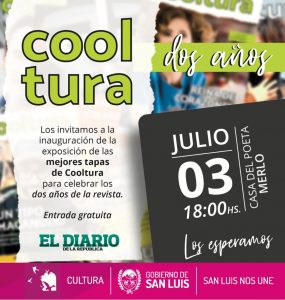 cool
tura
dos años
Los invitamos a la
inauguración de la
exposición de las
mejores tapas
de Cooltura
para celebrar los
dos años de la revista.
Entrada gratuita
EL DIARIO
DE LA REPÚBLICA
JULIO
03
18:00HS.
CASA DEL POETA
MERLO
Los esperamos
CULTURA
GOBIERNO DE
SAN LUIS
SAN LUIS NOS UNE